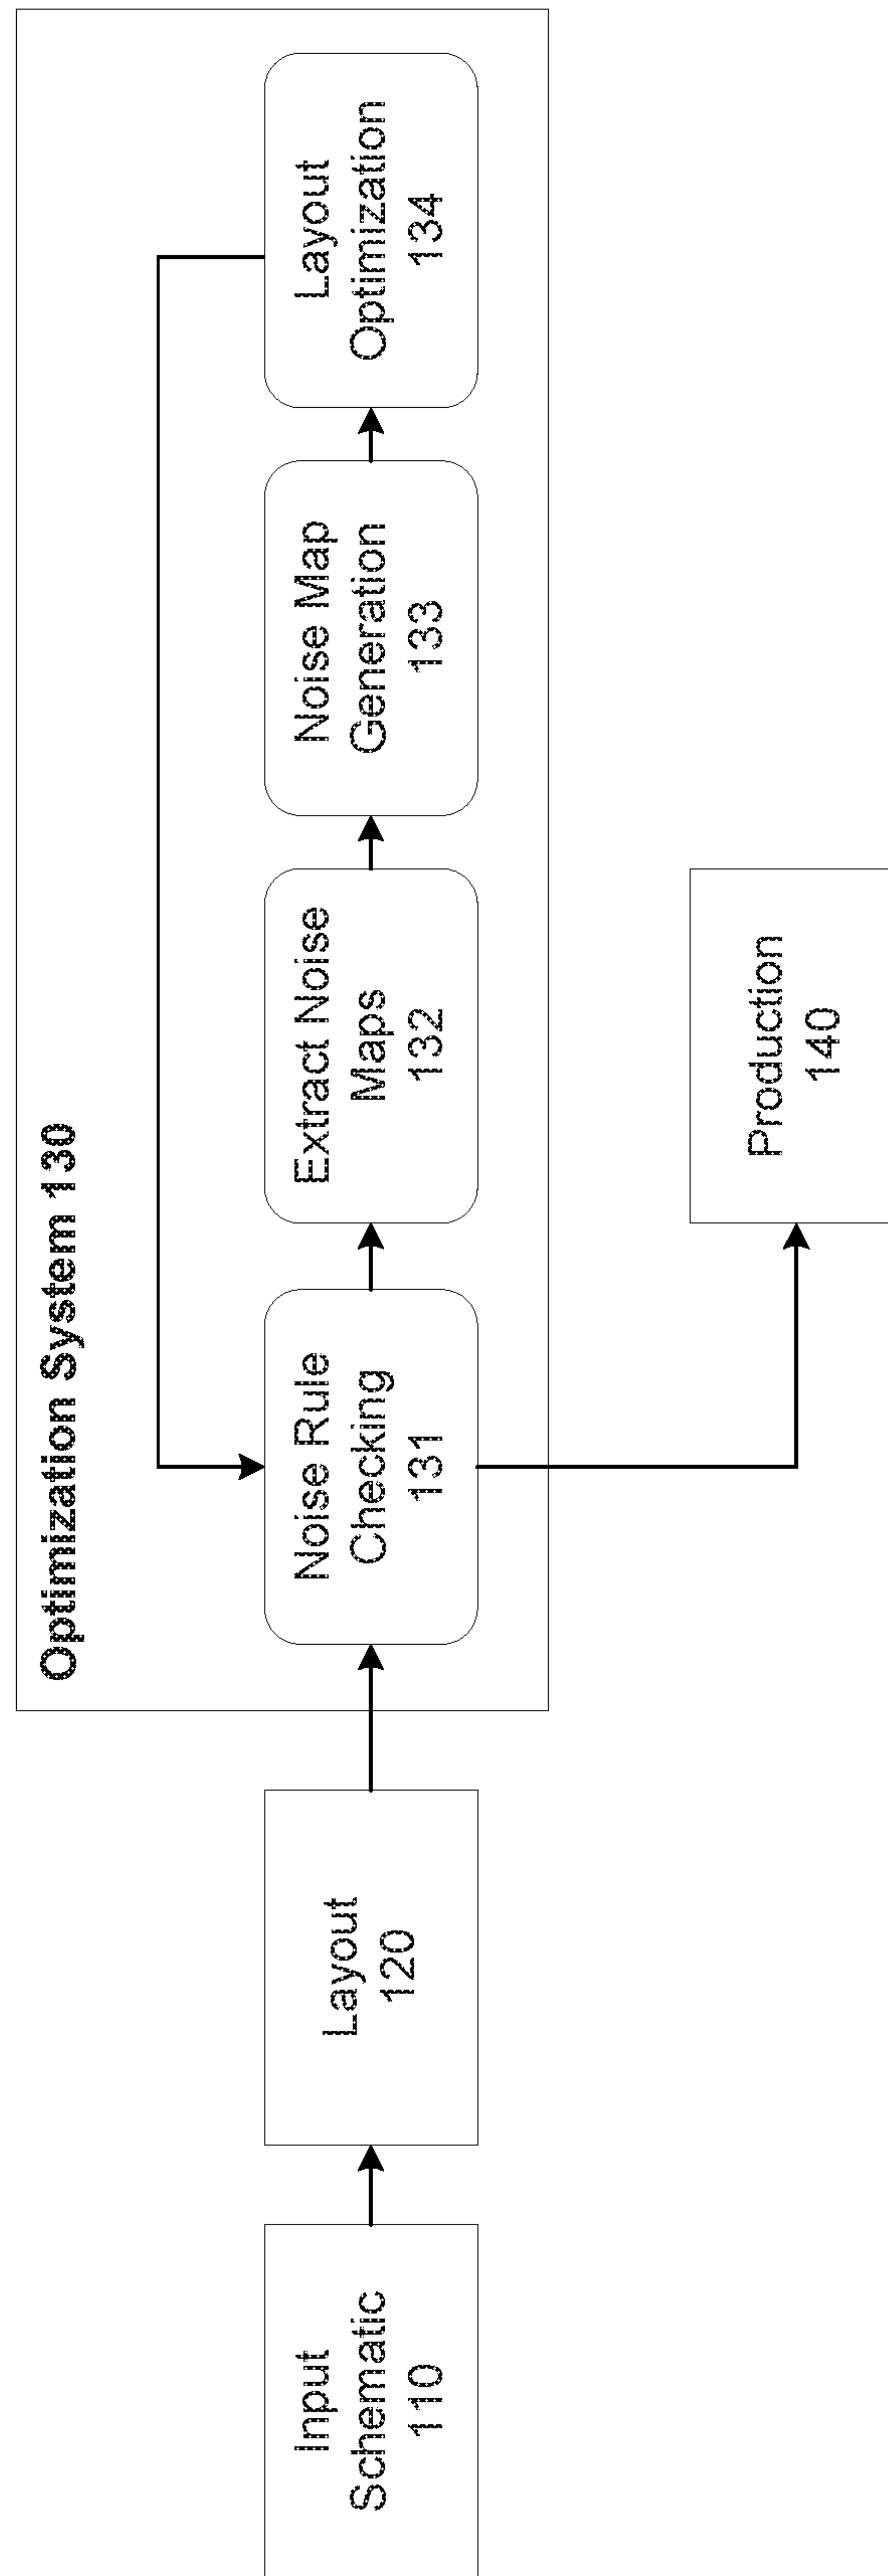 Optimization System 130
Input
Schematic
110
Layout
120
Noise Rule
Checking
131
Extract Noise
Maps
132
Noise Map
Generation
133
Layout
Optimization
134
Production
140